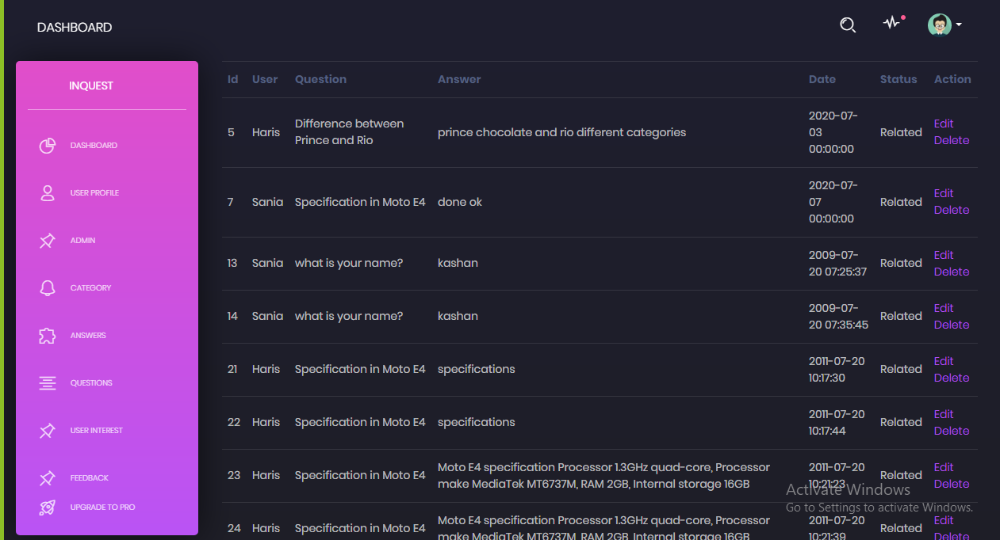 DASHBOARD
INQUEST
DASHBOARD
USER PROFILE
ADMIN
CATEGORY
ANSWERS
QUESTIONS
USER INTEREST
FEEDBACK
UPGRADE TO PRO
Id User Question Answer Date Status Action
5 Haris Difference between Prince and Rio prince chocolate and rio different categories 2020-07-03 00:00:00 Related Edit Delete
7 Sania Specification in Moto E4 done ok 2020-07-07 00:00:00 Related Edit Delete
13 Sania what is your name? kashan 2009-07-20 07:25:37 Related Edit Delete
14 Sania what is your name? kashan 2009-07-20 07:35:45 Related Edit Delete
21 Haris Specification in Moto E4 specifications 2011-07-20 10:17:30 Related Edit Delete
22 Haris Specification in Moto E4 specifications 2011-07-20 10:17:44 Related Edit Delete
23 Haris Specification in Moto E4 Moto E4 specification Processor 1.3GHz quad-core, Processor make MediaTek MT6737M, RAM 2GB, Internal storage 16GB 2011-07-20 10:21:23 Related Edit Delete
24 Haris Specification in Moto E4 Moto E4 specification Processor 1.3GHz quad-core, Processor make MediaTek MT6737M, RAM 2GB, Internal storage 16GB 2011-07-20 10:21:39 Related Edit Delete
Activate Windows
Go to Settings to activate Windows.